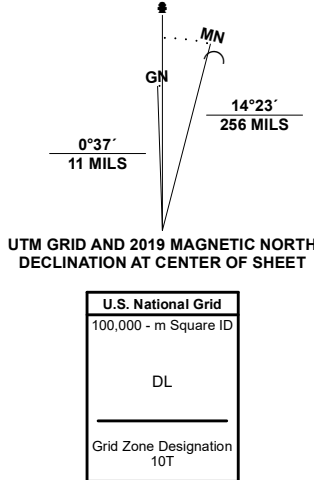 MN
GN
14°23´
256 MILS
0°37´
11 MILS
UTM GRID AND 2019 MAGNETIC NORTH
DECLINATION AT CENTER OF SHEET
U.S. National Grid
100,000 - m Square ID
DL
Grid Zone Designation
10T